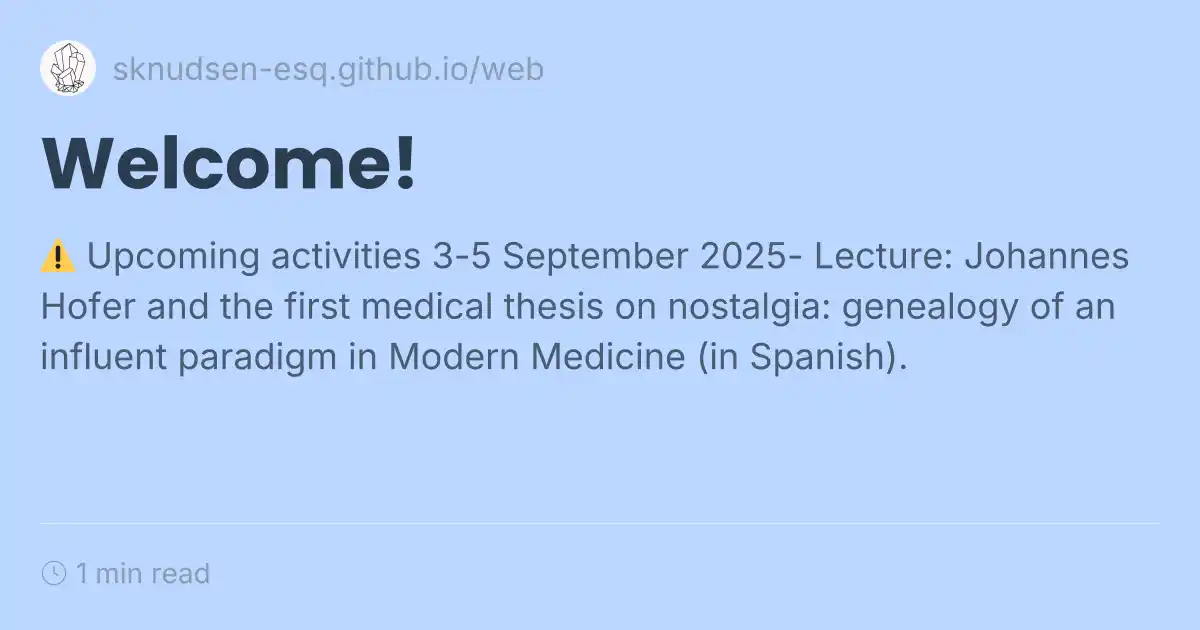 sknudsen-esq.github.io/web
Welcome!
⚠️ Upcoming activities 3-5 September 2025- Lecture: Johannes
Hofer and the first medical thesis on nostalgia: genealogy of an
influent paradigm in Modern Medicine (in Spanish).
1 min read